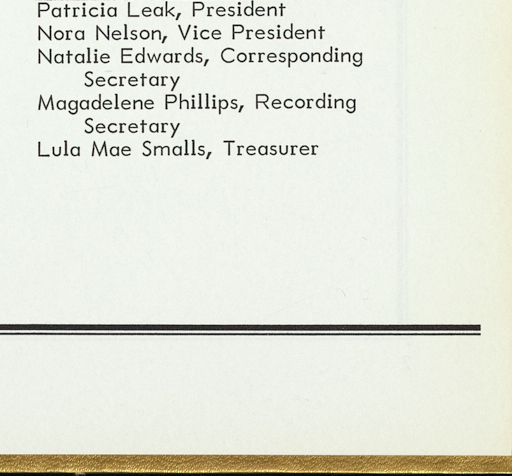 Patricia Leak, President
Nora Nelson, Vice President
Natalie Edwards, Corresponding
Secretary
Magadelene Phillips, Recording
Secretary
Lula Mae Smalls, Treasurer